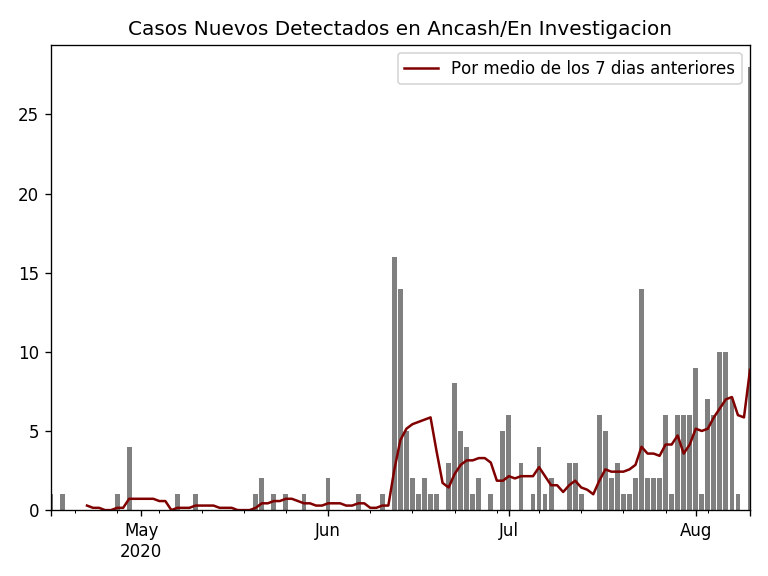 Casos Nuevos Detectados en Ancash/En Investigacion
Por medio de los 7 dias anteriores
25
20
15
10
5
0
May
2020
Jun
Jul
Aug